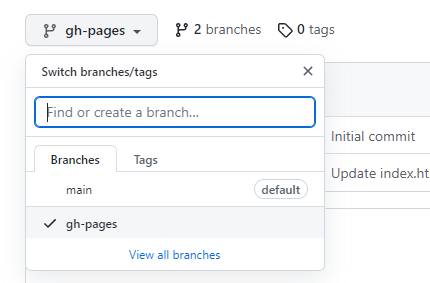 gh-pages 2 branches 0 tags
Switch branches/tags
Find or create a branch...
Branches Tags
main default
gh-pages
View all branches
Initial commit
Update index.ht